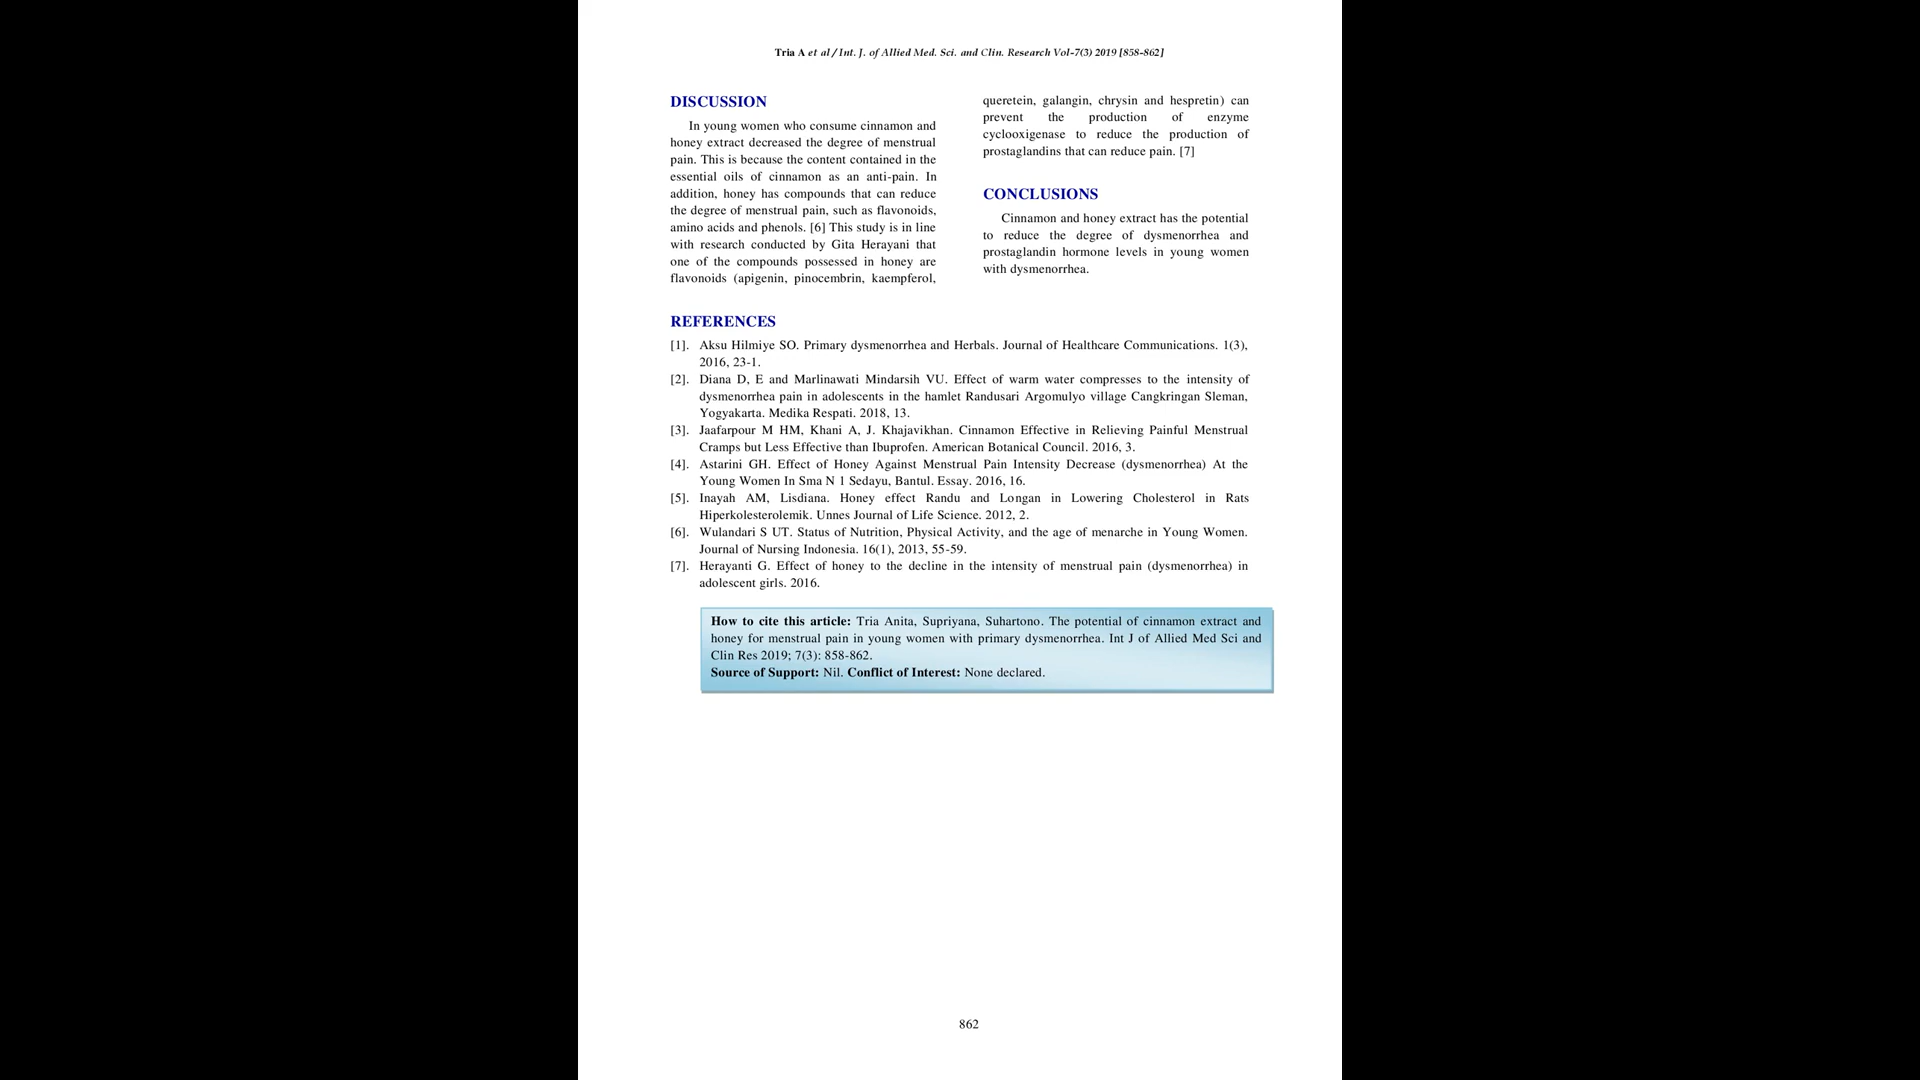 Tria A et al / Int. J. of Allied Med. Sci. and Clin. Research Vol-7(3) 2019 [858-862]
DISCUSSION
In young women who consume cinnamon and
honey extract decreased the degree of menstrual
pain. This is because the content contained in the
essential oils of cinnamon as an anti-pain. In
addition, honey has compounds that can reduce
the degree of menstrual pain, such as flavonoids,
amino acids and phenols. [6] This study is in line
with research conducted by Gita Herayani that
one of the compounds possessed in honey are
flavonoids (apigenin, pinocembrin, kaempferol,
queretein, galangin, chrysin and hespretin) can
prevent the production of enzyme
cyclooxigenase to reduce the production of
prostaglandins that can reduce pain. [7]
CONCLUSIONS
Cinnamon and honey extract has the potential
to reduce the degree of dysmenorrhea and
prostaglandin hormone levels in young women
with dysmenorrhea.
REFERENCES
[1]. Aksu Hilmiye SO. Primary dysmenorrhea and Herbals. Journal of Healthcare Communications. 1(3),
2016, 23-1.
[2]. Diana D, E and Marlinawati Mindarsih VU. Effect of warm water compresses to the intensity of
dysmenorrhea pain in adolescents in the hamlet Randusari Argomulyo village Cangkringan Sleman,
Yogyakarta. Medika Respati. 2018, 13.
[3]. Jaafarpour M HM, Khani A, J. Khajavikhan. Cinnamon Effective in Relieving Painful Menstrual
Cramps but Less Effective than Ibuprofen. American Botanical Council. 2016, 3.
[4]. Astarini GH. Effect of Honey Against Menstrual Pain Intensity Decrease (dysmenorrhea) At the
Young Women In Sma N 1 Sedayu, Bantul. Essay. 2016, 16.
[5]. Inayah AM, Lisdiana. Honey effect Randu and Longan in Lowering Cholesterol in Rats
Hiperkolesterolemik. Unnes Journal of Life Science. 2012, 2.
[6]. Wulandari S UT. Status of Nutrition, Physical Activity, and the age of menarche in Young Women.
Journal of Nursing Indonesia. 16(1), 2013, 55-59.
[7]. Herayanti G. Effect of honey to the decline in the intensity of menstrual pain (dysmenorrhea) in
adolescent girls. 2016.
How to cite this article: Tria Anita, Supriyana, Suhartono. The potential of cinnamon extract and
honey for menstrual pain in young women with primary dysmenorrhea. Int J of Allied Med Sci and
Clin Res 2019; 7(3): 858-862.
Source of Support: Nil. Conflict of Interest: None declared.
862